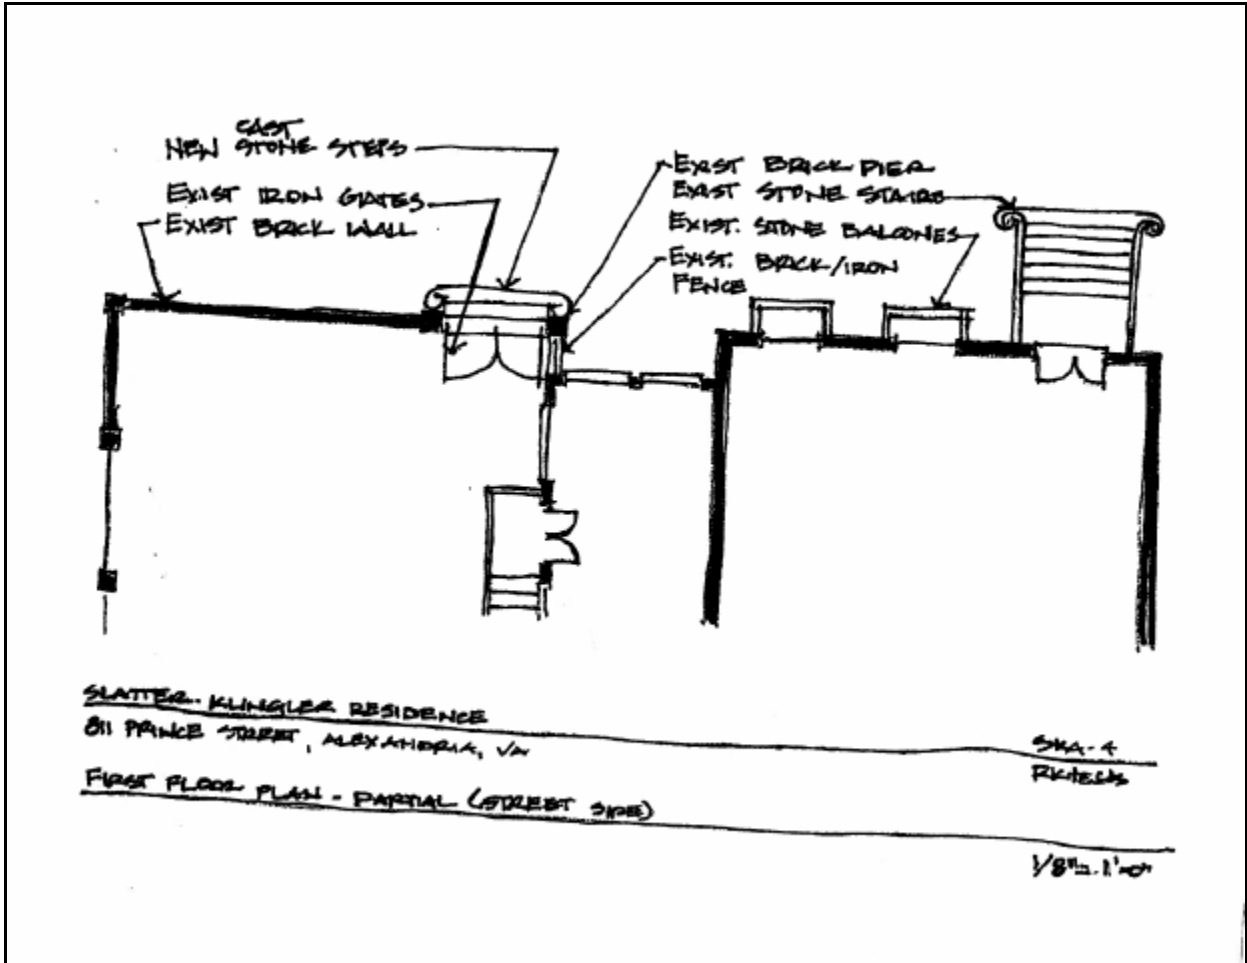 CAST
NEW STONE STEPS
EXIST IRON GATES
EXIST BRICK WALL
EXIST BRICK PIER
EXIST STONE STAIRS
EXIST. STONE BALCONIES
EXIST. BRICK/IRON
FENCE
SLATTER-KLINGLER RESIDENCE
811 PRINCE STREET, ALEXANDRIA, VA
SKA-4
FIRST FLOOR PLAN - PARTIAL (STREET SIDE)
1/8"=1'-0"